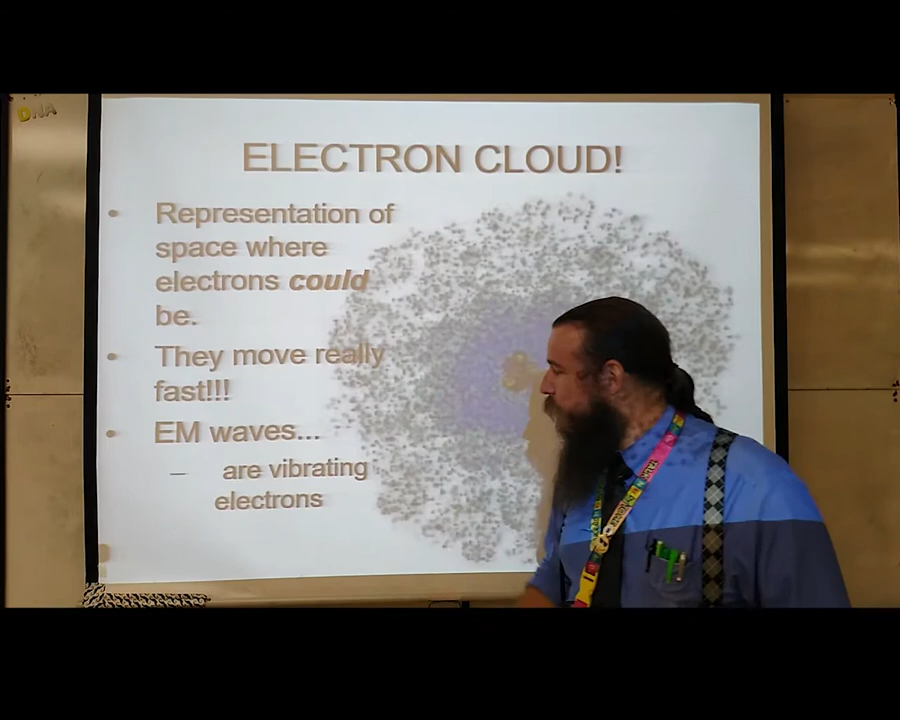 DNA
ELECTRON CLOUD!
• Representation of
space where
electrons could
be.
• They move really
fast!!!
• EM waves...
– are vibrating
electrons